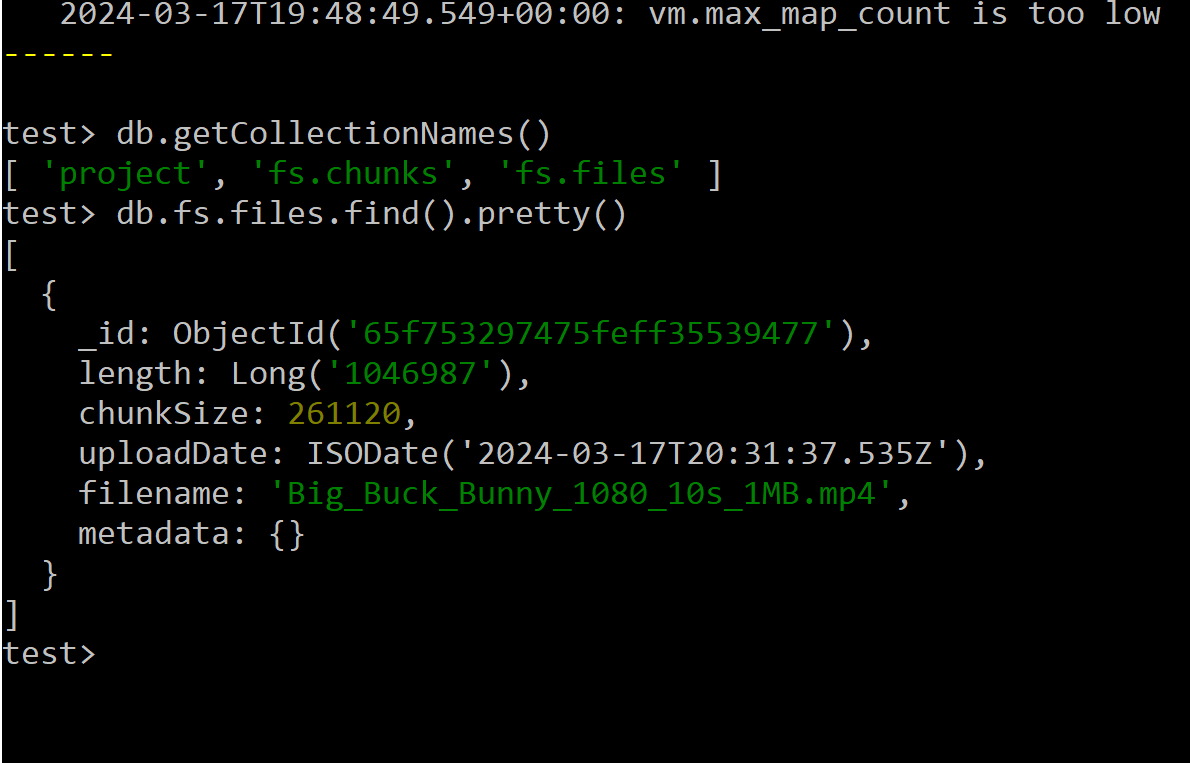 2024-03-17T19:48:49.549+00:00: vm.max_map_count is too low
------
test> db.getCollectionNames()
[ 'project', 'fs.chunks', 'fs.files' ]
test> db.fs.files.find().pretty()
[
  {
    _id: ObjectId('65f753297475feff35539477'),
    length: Long('1046987'),
    chunkSize: 261120,
    uploadDate: ISODate('2024-03-17T20:31:37.535Z'),
    filename: 'Big_Buck_Bunny_1080_10s_1MB.mp4',
    metadata: {}
  }
]
test>